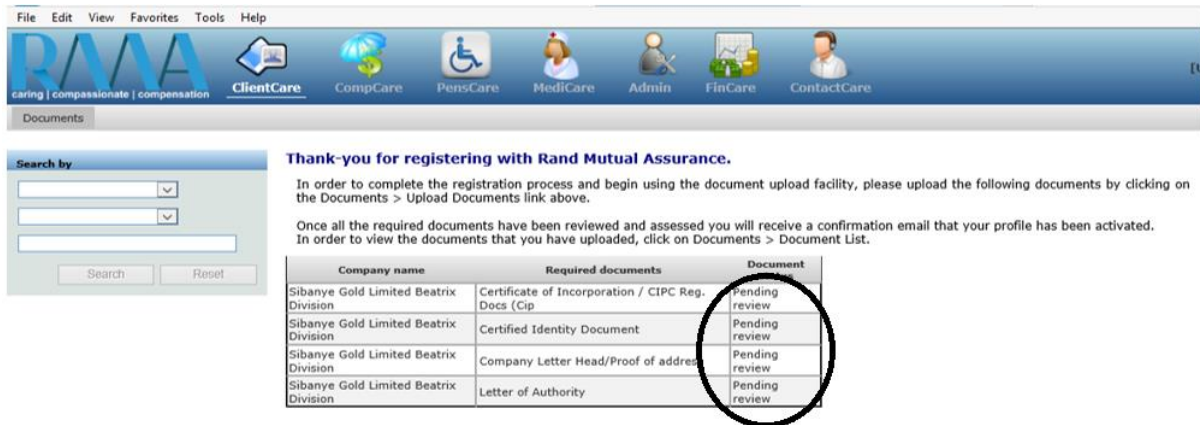 File Edit View Favorites Tools Help
RMA
caring | compassionate | compensation
ClientCare CompCare PensCare MediCare Admin FinCare ContactCare
Documents
Search by
Search Reset
Thank-you for registering with Rand Mutual Assurance.
In order to complete the registration process and begin using the document upload facility, please upload the following documents by clicking on
the Documents > Upload Documents link above.
Once all the required documents have been reviewed and assessed you will receive a confirmation email that your profile has been activated.
In order to view the documents that you have uploaded, click on Documents > Document List.
Company name Required documents Document
Sibanye Gold Limited Beatrix Certificate of Incorporation / CIPC Reg. Pending
Division Docs (Cip review
Sibanye Gold Limited Beatrix Certified Identity Document Pending
Division review
Sibanye Gold Limited Beatrix Company Letter Head/Proof of addres Pending
Division review
Sibanye Gold Limited Beatrix Letter of Authority Pending
Division review